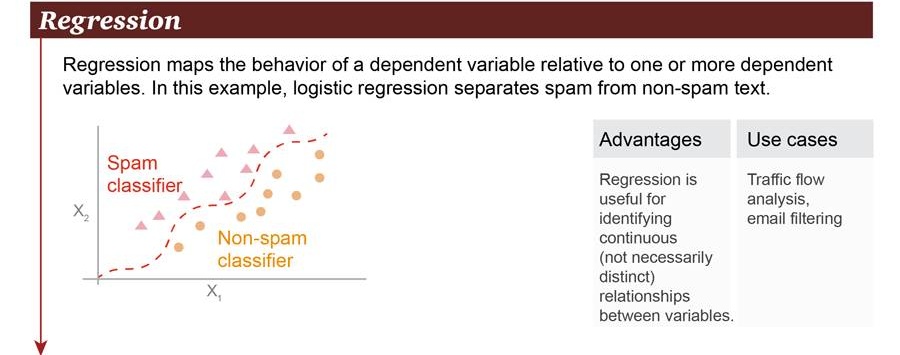 Regression
Regression maps the behavior of a dependent variable relative to one or more dependent
variables. In this example, logistic regression separates spam from non-spam text.
Spam
classifier
X2
Non-spam
classifier
X1
Advantages
Regression is
useful for
identifying
continuous
(not necessarily
distinct)
relationships
between variables.
Use cases
Traffic flow
analysis,
email filtering